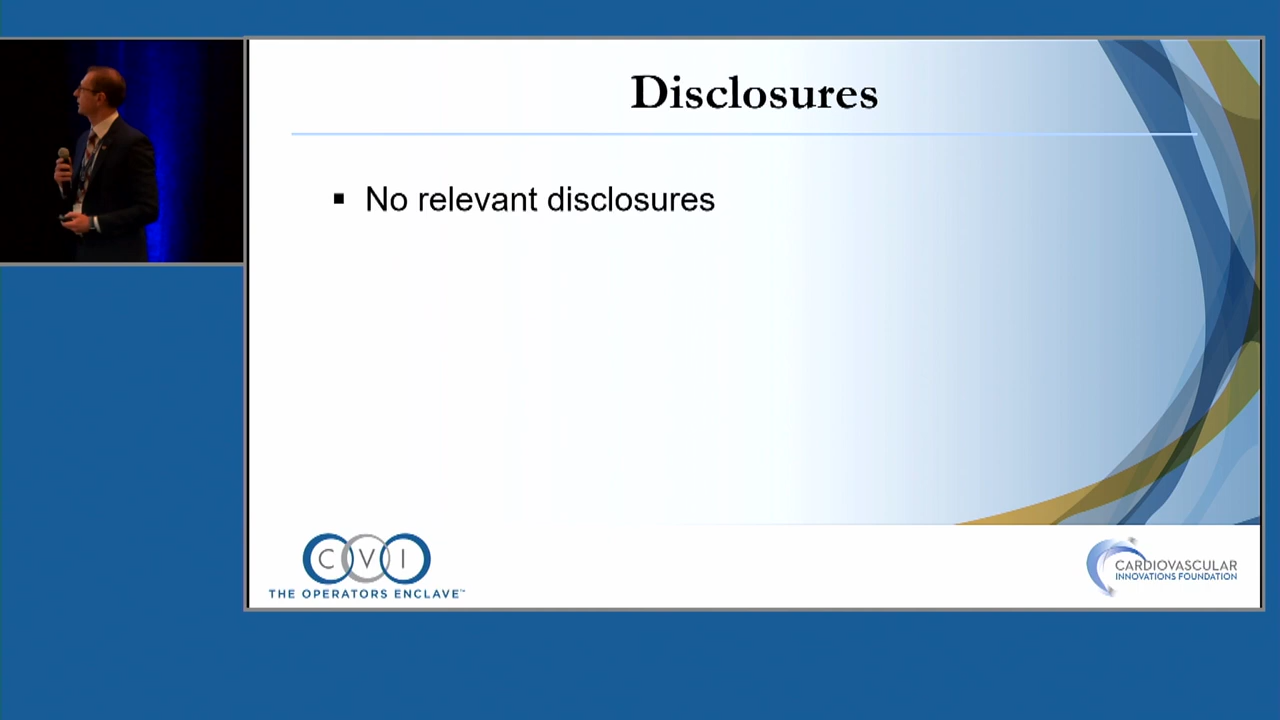 Disclosures
▪ No relevant disclosures
CVI
THE OPERATORS ENCLAVE™
CARDIOVASCULAR
INNOVATIONS FOUNDATION